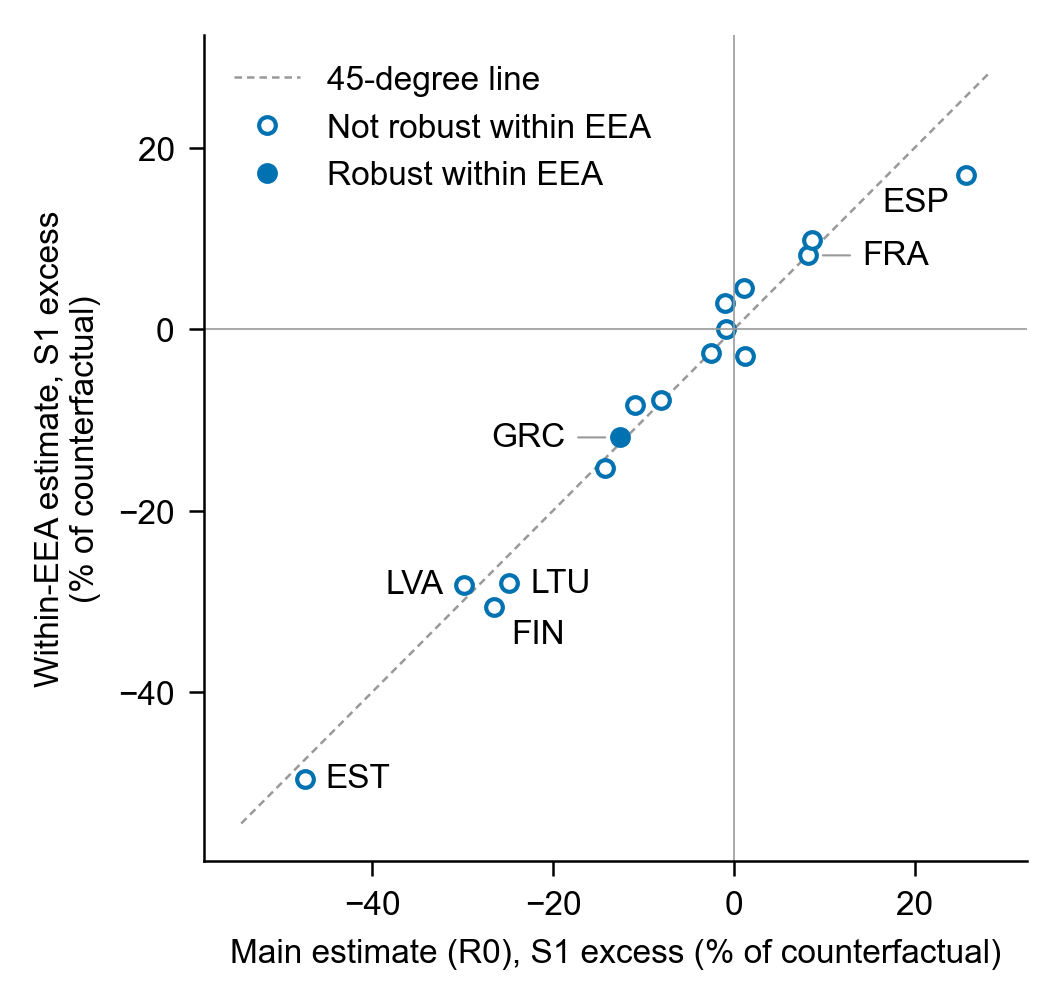 45-degree line
Not robust within EEA
Robust within EEA
20
0
−20
−40
Within-EEA estimate, S1 excess
(% of counterfactual)
ESP
FRA
GRC
LVA
LTU
FIN
EST
−40
−20
0
20
Main estimate (R0), S1 excess (% of counterfactual)